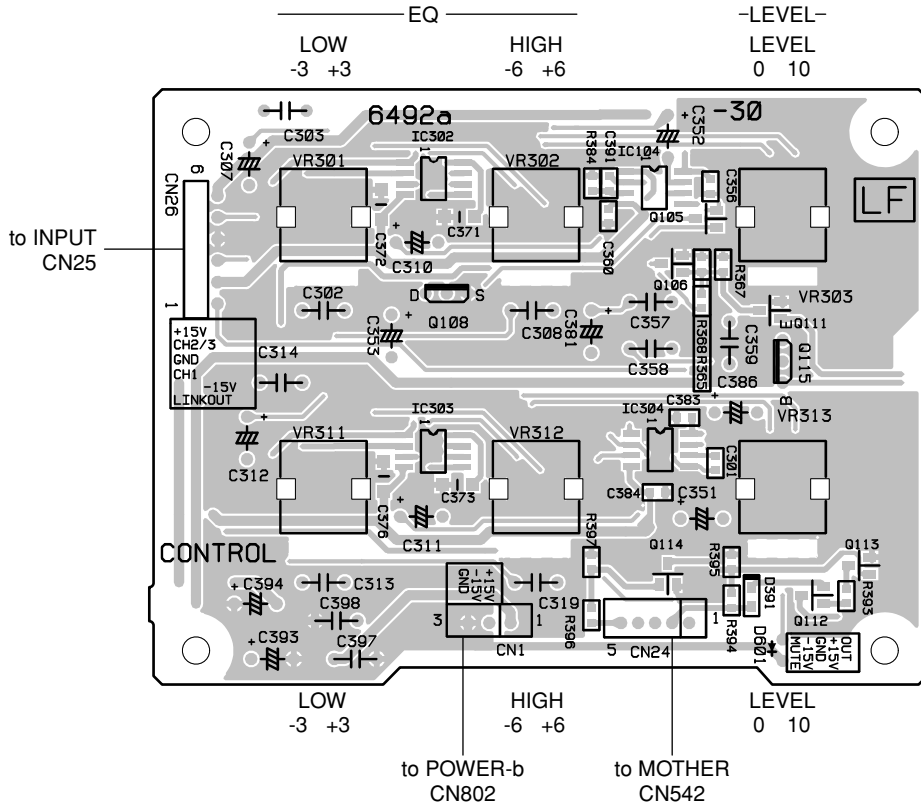 EQ
-LEVEL-
LOW
HIGH
LEVEL
-3 +3
-6 +6
0 10
6492a
-30
C303
C352
C307
IC302
1
R384
C391
IC104
1
6
CN26
VR301
VR302
C356
LF
Q105
to INPUT
CN25
C372
C371
C310
C360
Q106
R367
C302
D
S
Q108
C353
C308
C381
C357
R368
R365
C359
VR303
E
Q111
1
+15V
CH2/3
GND
CH1
-15V
LINKOUT
C314
C358
C386
Q115
B
C383
VR313
IC303
1
IC304
1
VR311
VR312
C312
C301
C373
C384
C351
C376
C311
CONTROL
R397
Q114
R395
Q113
C394
C313
+15V
-15V
GND
C319
D391
R393
C398
3
1
R396
5
1
R394
Q112
C393
C397
CN1
CN24
D601
OUT
+15V
GND
-15V
MUTE
LOW
HIGH
LEVEL
-3 +3
-6 +6
0 10
to POWER-b
CN802
to MOTHER
CN542